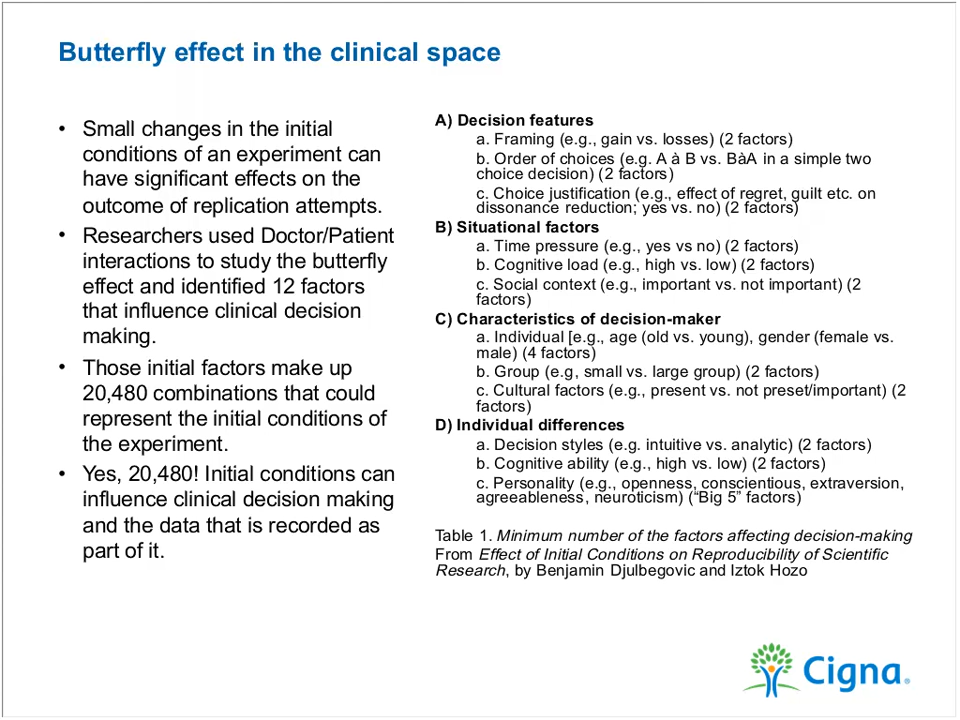 Butterfly effect in the clinical space
• Small changes in the initial
conditions of an experiment can
have significant effects on the
outcome of replication attempts.
• Researchers used Doctor/Patient
interactions to study the butterfly
effect and identified 12 factors
that influence clinical decision
making.
• Those initial factors make up
20,480 combinations that could
represent the initial conditions of
the experiment.
• Yes, 20,480! Initial conditions can
influence clinical decision making
and the data that is recorded as
part of it.
A) Decision features
a. Framing (e.g., gain vs. losses) (2 factors)
b. Order of choices (e.g. A à B vs. BàA in a simple two
choice decision) (2 factors)
c. Choice justification (e.g., effect of regret, guilt etc. on
dissonance reduction; yes vs. no) (2 factors)
B) Situational factors
a. Time pressure (e.g., yes vs no) (2 factors)
b. Cognitive load (e.g., high vs. low) (2 factors)
c. Social context (e.g., important vs. not important) (2
factors)
C) Characteristics of decision-maker
a. Individual [e.g., age (old vs. young), gender (female vs.
male) (4 factors)
b. Group (e.g, small vs. large group) (2 factors)
c. Cultural factors (e.g., present vs. not preset/important) (2
factors)
D) Individual differences
a. Decision styles (e.g. intuitive vs. analytic) (2 factors)
b. Cognitive ability (e.g., high vs. low) (2 factors)
c. Personality (e.g., openness, conscientious, extraversion,
agreeableness, neuroticism) (“Big 5” factors)
Table 1. Minimum number of the factors affecting decision-making
From Effect of Initial Conditions on Reproducibility of Scientific
Research, by Benjamin Djulbegovic and Iztok Hozo
Cigna®